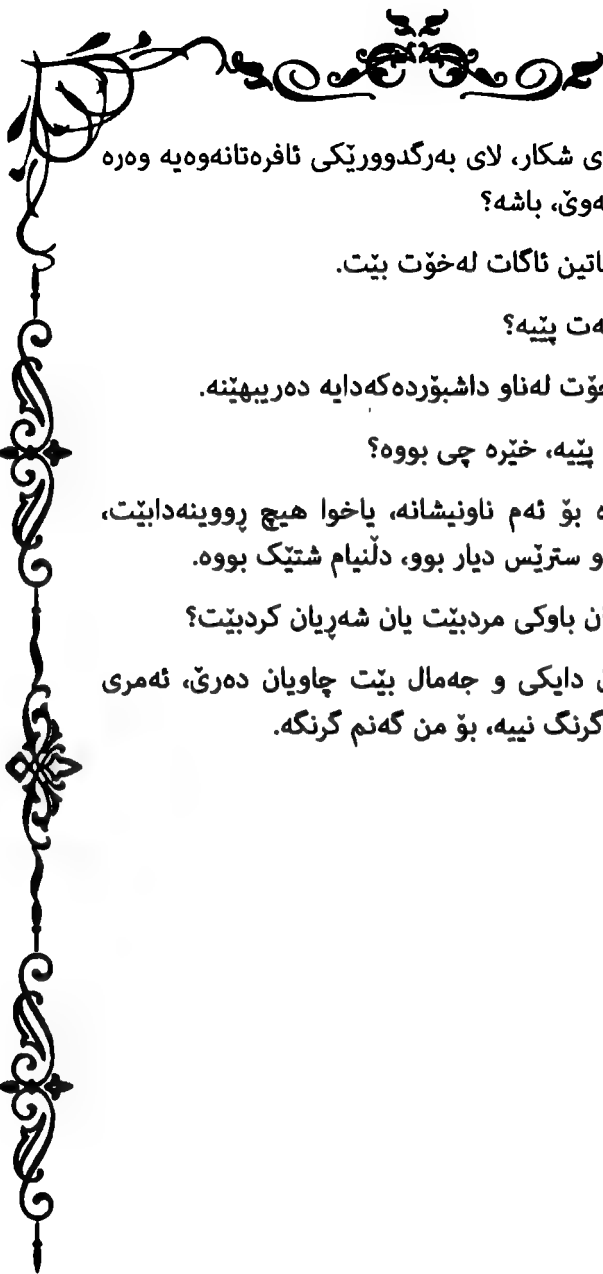 ی شکار، لای بەرگدوورێکی ئافرەتانەوەیە وەرە
ەوێ، باشە؟
اتین ئاگات لەخۆت بێت.
ەت پێیە؟
خۆت لەناو داشبۆردەکەدایە دەریبهێنە.
پێیە، خێرە چی بووە؟
ە بۆ ئەم ناونیشانە، یاخوا هیچ ڕووینەدابێت،
و سترێس دیار بوو، دڵنیام شتێک بووە.
ان باوکی مردبێت یان شەڕیان کردبێت؟
ی دایکی و جەمال بێت چاویان دەرێ، ئەمری
گرنگ نییە، بۆ من گەنم گرنگە.